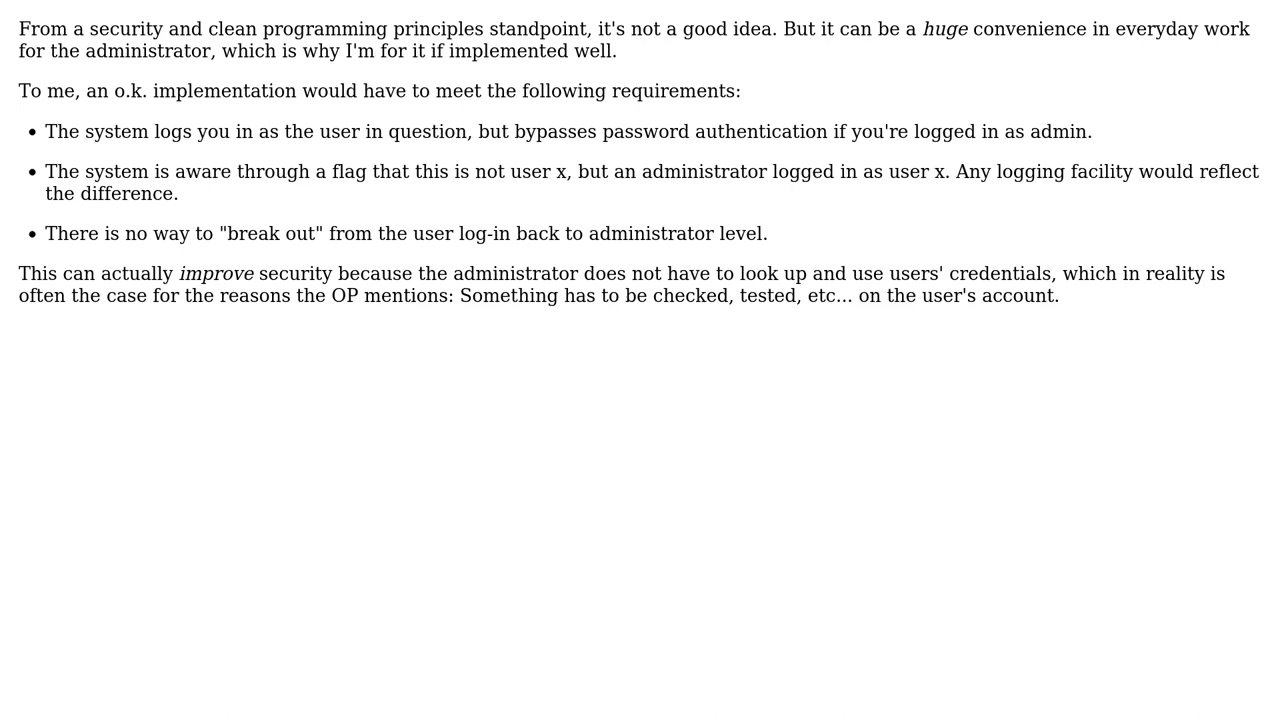 From a security and clean programming principles standpoint, it's not a good idea. But it can be a huge convenience in everyday work
for the administrator, which is why I'm for it if implemented well.
To me, an o.k. implementation would have to meet the following requirements:
• The system logs you in as the user in question, but bypasses password authentication if you're logged in as admin.
• The system is aware through a flag that this is not user x, but an administrator logged in as user x. Any logging facility would reflect
the difference.
• There is no way to "break out" from the user log-in back to administrator level.
This can actually improve security because the administrator does not have to look up and use users' credentials, which in reality is
often the case for the reasons the OP mentions: Something has to be checked, tested, etc... on the user's account.